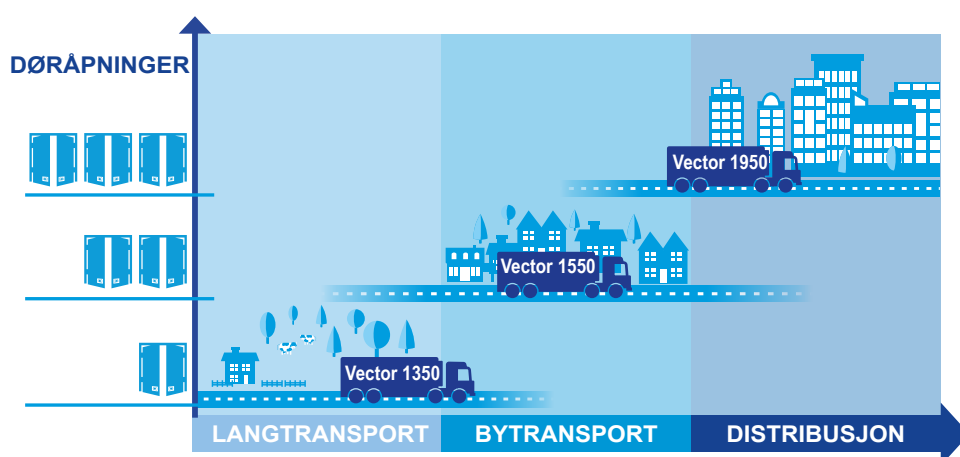 DØRÅPNINGER
Vector 1950
Vector 1550
Vector 1350
LANGTRANSPORT
BYTRANSPORT
DISTRIBUSJON